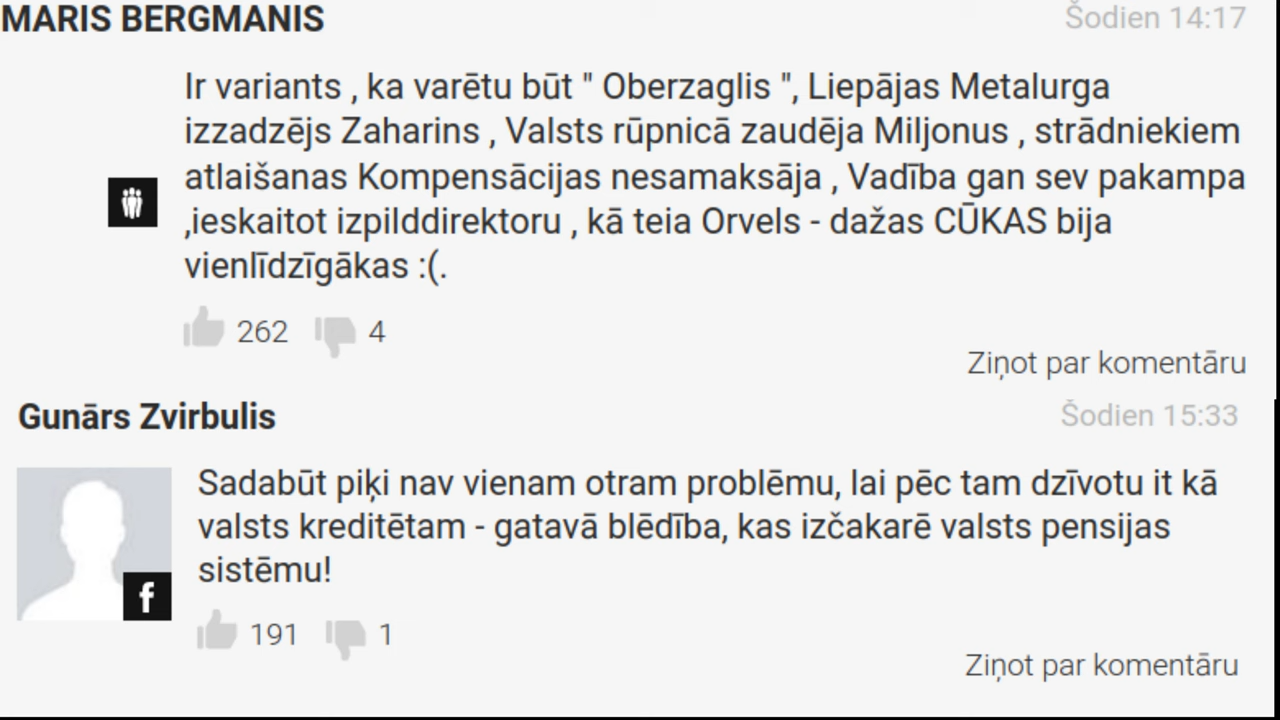 MARIS BERGMANIS
Šodien 14:17
Ir variants , ka varētu būt " Oberzaglis ", Liepājas Metalurga
izzadzējs Zaharins , Valsts rūpnicā zaudēja Miljonus , strādniekiem
atlaišanas Kompensācijas nesamaksāja , Vadība gan sev pakampa
,ieskaitot izpilddirektoru , kā teia Orvels - dažas CŪKAS bija
vienlīdzīgākas :(.
262 4
Ziņot par komentāru
Gunārs Zvirbulis
Šodien 15:33
Sadabūt piķi nav vienam otram problēmu, lai pēc tam dzīvotu it kā
valsts kreditētam - gatavā blēdība, kas izčakarē valsts pensijas
sistēmu!
f
191 1
Ziņot par komentāru